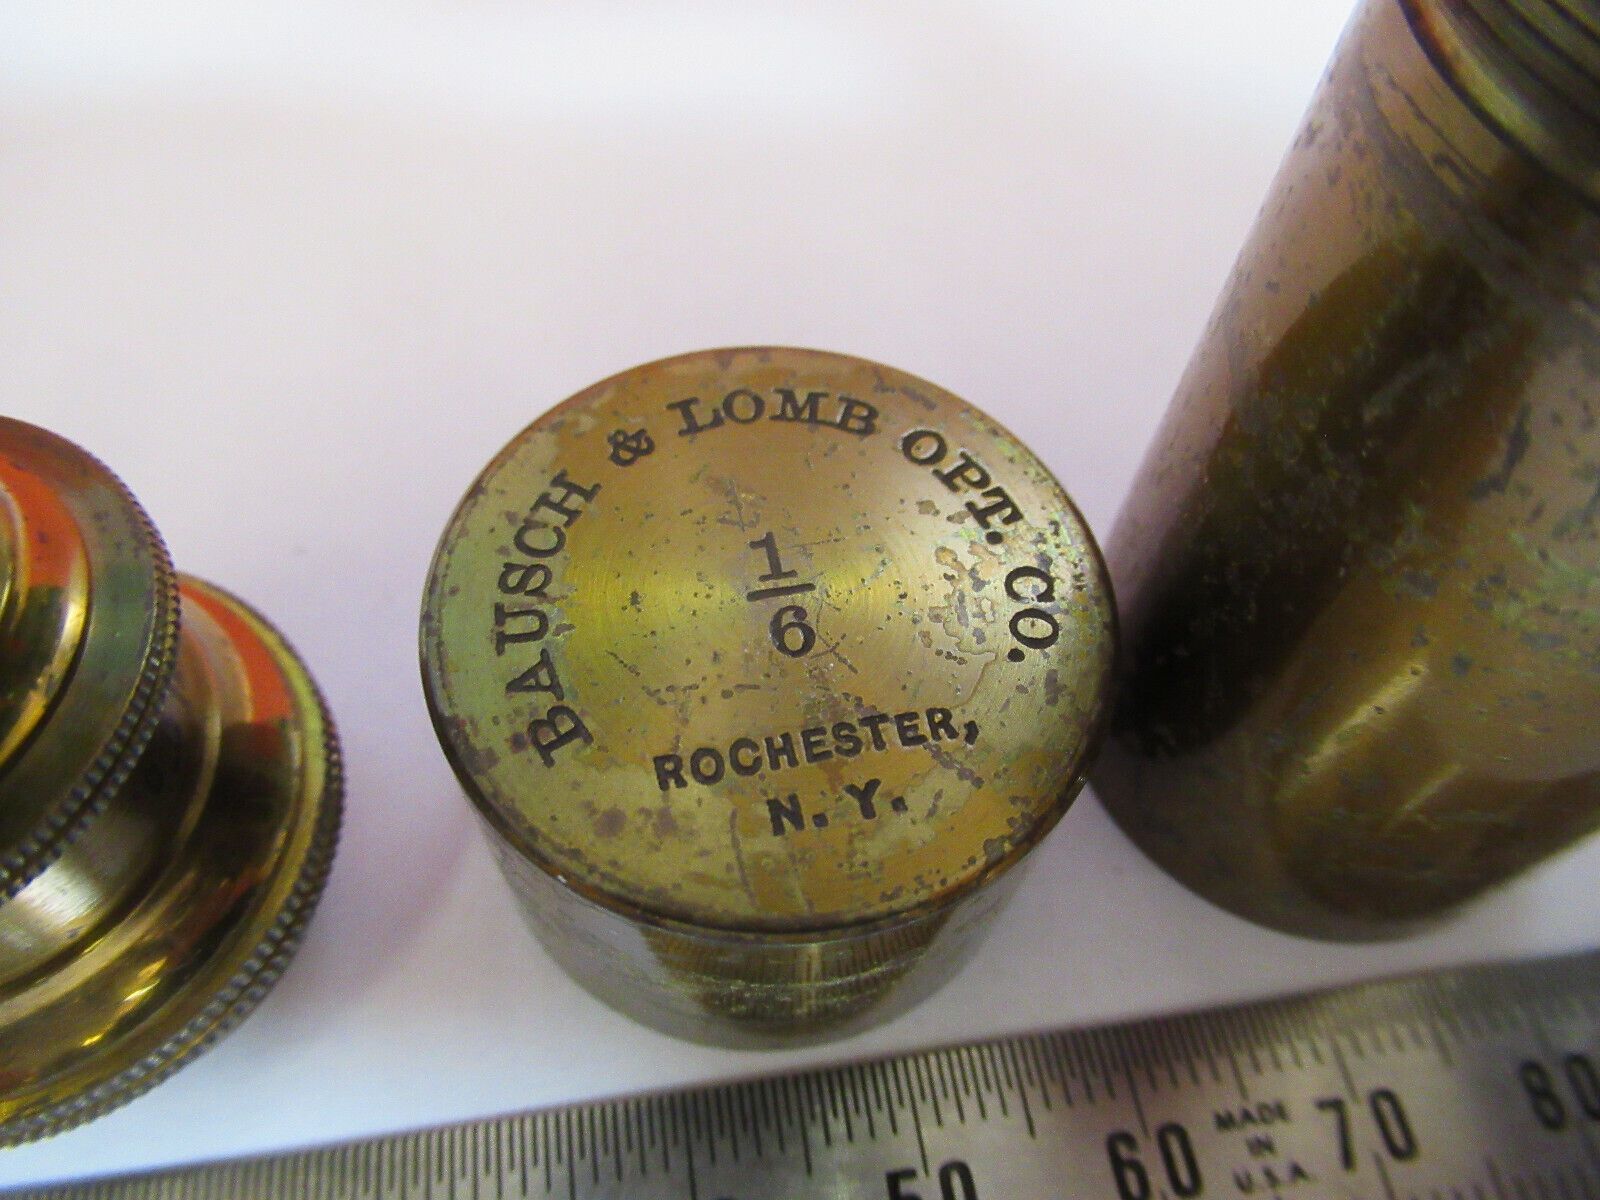 BAUSCH & LOMB OPT. CO.
1/6
ROCHESTER,
N. Y.
50 60 MADE IN U.S.A. 70 80